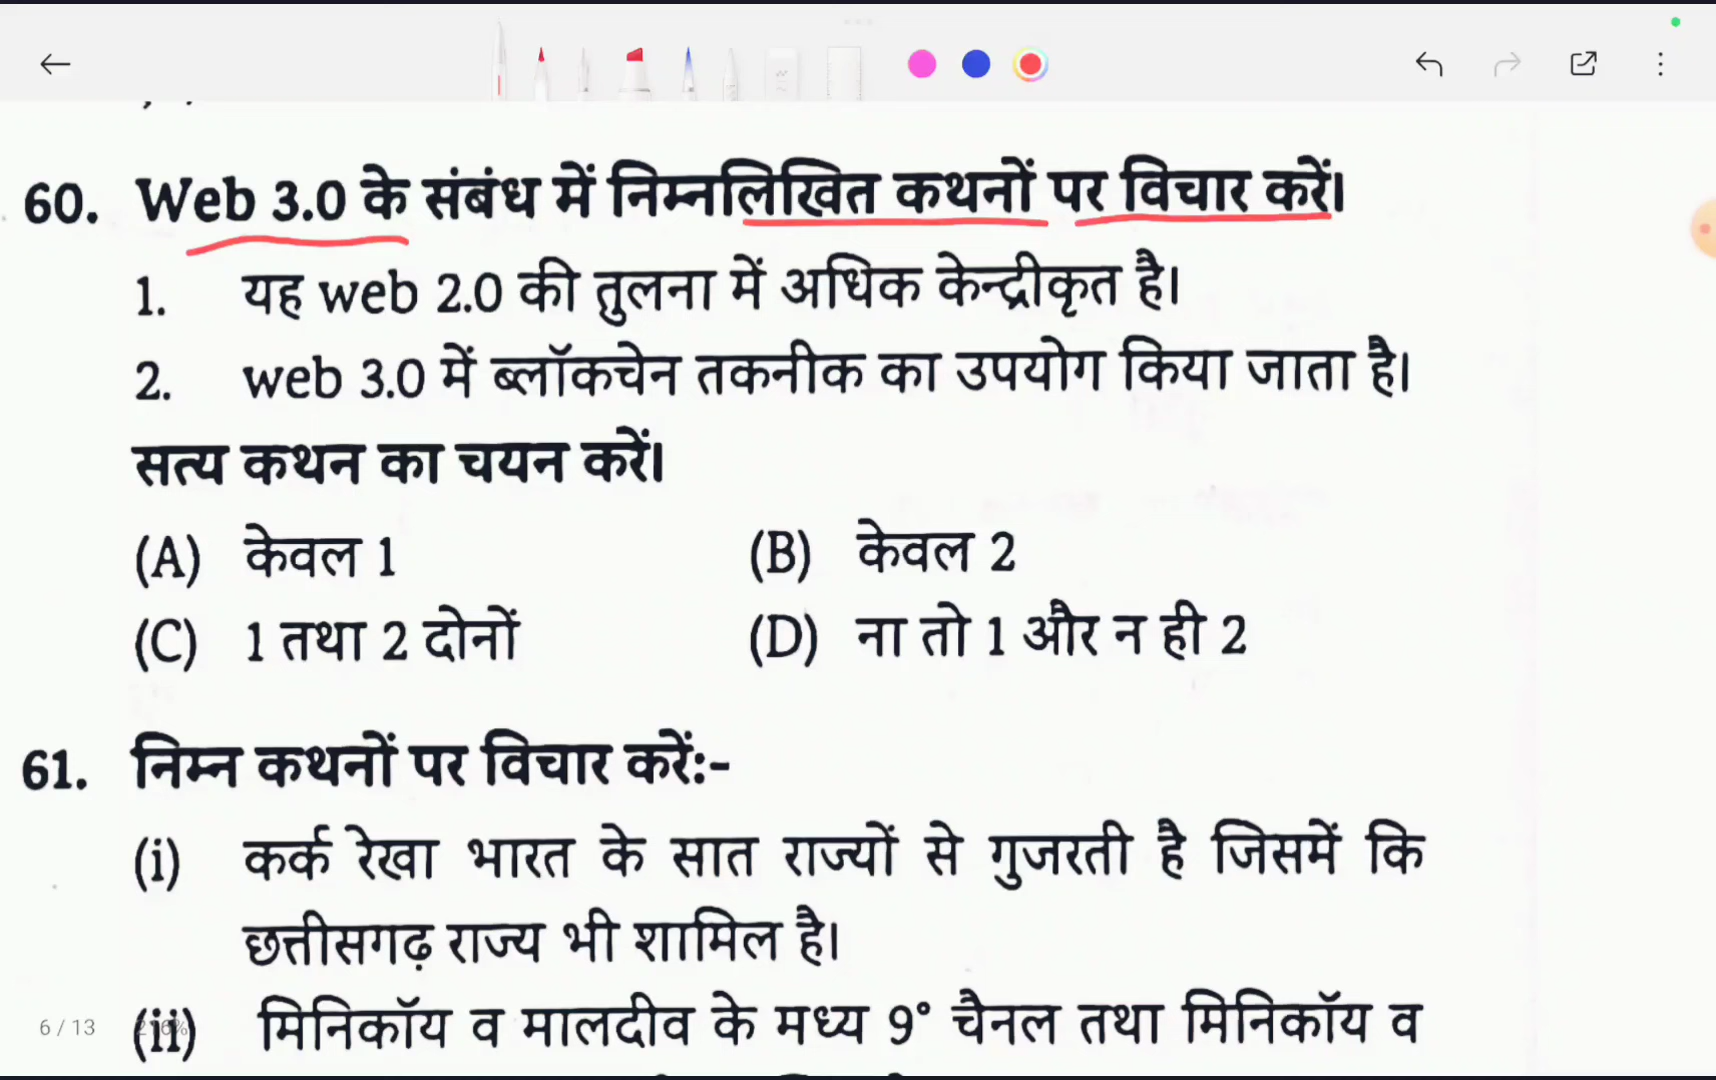 60. Web 3.0 के संबंध में निम्नलिखित कथनों पर विचार करें।
1. यह web 2.0 की तुलना में अधिक केन्द्रीकृत है।
2. web 3.0 में ब्लॉकचेन तकनीक का उपयोग किया जाता है।
सत्य कथन का चयन करें।
(A) केवल 1 (B) केवल 2
(C) 1 तथा 2 दोनों (D) ना तो 1 और न ही 2
61. निम्न कथनों पर विचार करें:-
(i) कर्क रेखा भारत के सात राज्यों से गुजरती है जिसमें कि
छत्तीसगढ़ राज्य भी शामिल है।
(ii) मिनिकॉय व मालदीव के मध्य 9° चैनल तथा मिनिकॉय व
6 / 13